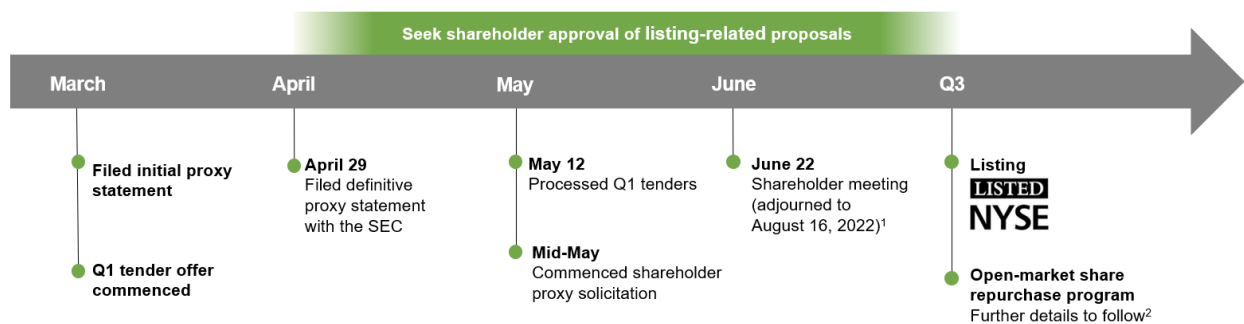 Seek shareholder approval of listing-related proposals
March
April
May
June
Q3
Filed initial proxy
statement
Q1 tender offer
commenced
April 29
Filed definitive
proxy statement
with the SEC
May 12
Processed Q1 tenders
Mid-May
Commenced shareholder
proxy solicitation
June 22
Shareholder meeting
(adjourned to
August 16, 2022)¹
Listing
LISTED
NYSE
Open-market share
repurchase program
Further details to follow²